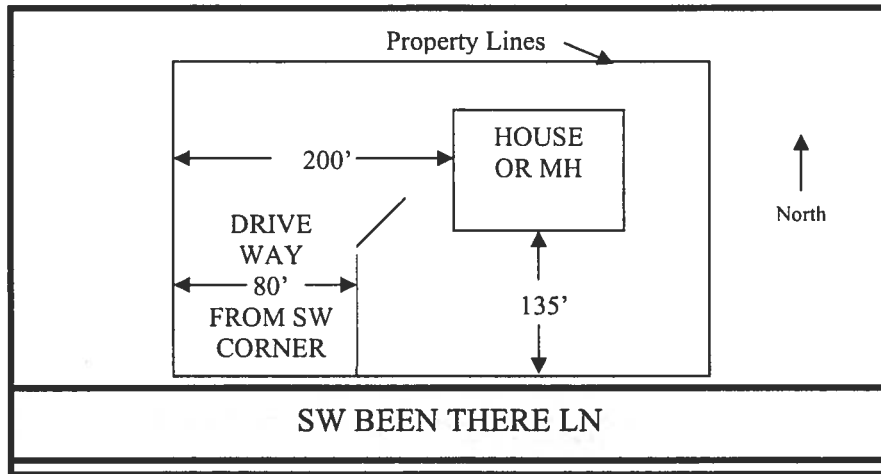 Property Lines
HOUSE
OR MH
200’
North
DRIVE
WAY
80’
FROM SW
CORNER
135’
SW BEEN THERE LN